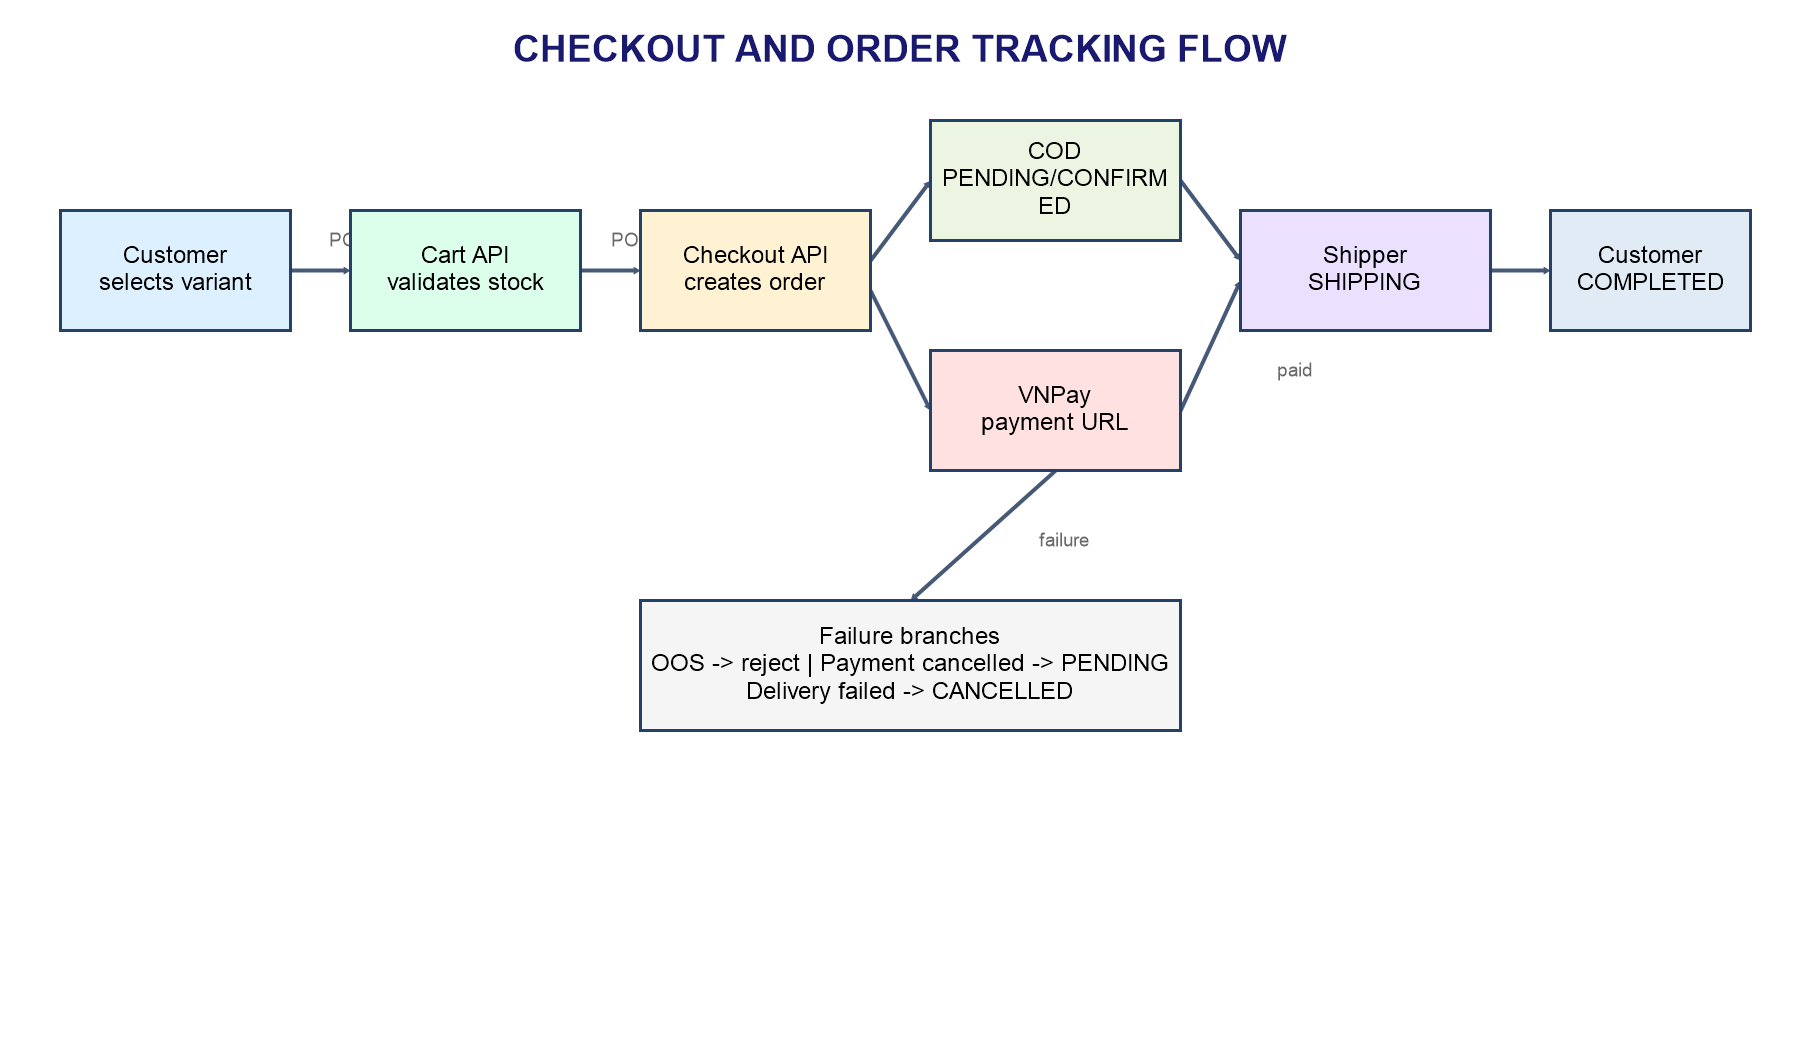 CHECKOUT AND ORDER TRACKING FLOW
COD
PENDING/CONFIRM
ED
Customer
selects variant
Cart API
validates stock
Checkout API
creates order
Shipper
SHIPPING
Customer
COMPLETED
VNPay
payment URL
paid
failure
Failure branches
OOS -> reject | Payment cancelled -> PENDING
Delivery failed -> CANCELLED